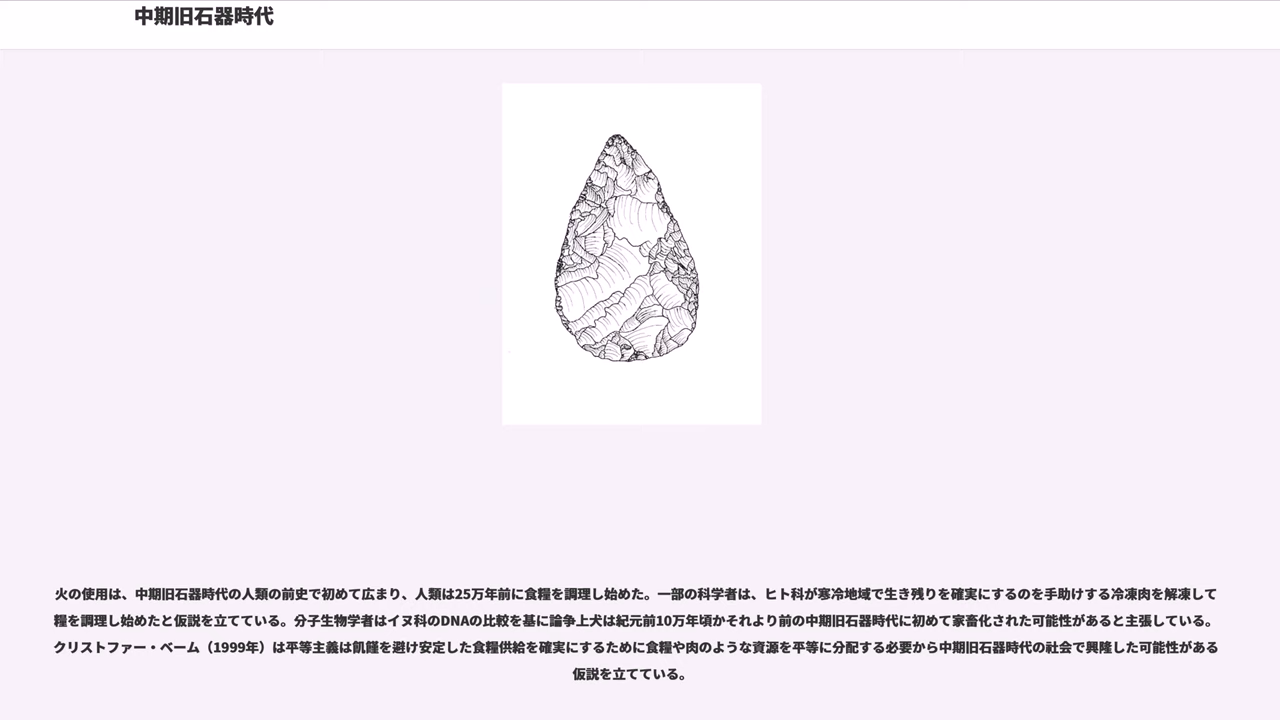 中期旧石器時代
火の使用は、中期旧石器時代の人類の前史で初めて広まり、人類は25万年前に食糧を調理し始めた。一部の科学者は、ヒト科が寒冷地域で生き残りを確実にするのを手助けする冷凍肉を解凍して
糧を調理し始めたと仮説を立てている。分子生物学者はイヌ科のDNAの比較を基に論争上犬は紀元前10万年頃かそれより前の中期旧石器時代に初めて家畜化された可能性があると主張している。
クリストファー・ベーム（1999年）は平等主義は飢饉を避け安定した食糧供給を確実にするために食糧や肉のような資源を平等に分配する必要から中期旧石器時代の社会で興隆した可能性がある
仮説を立てている。